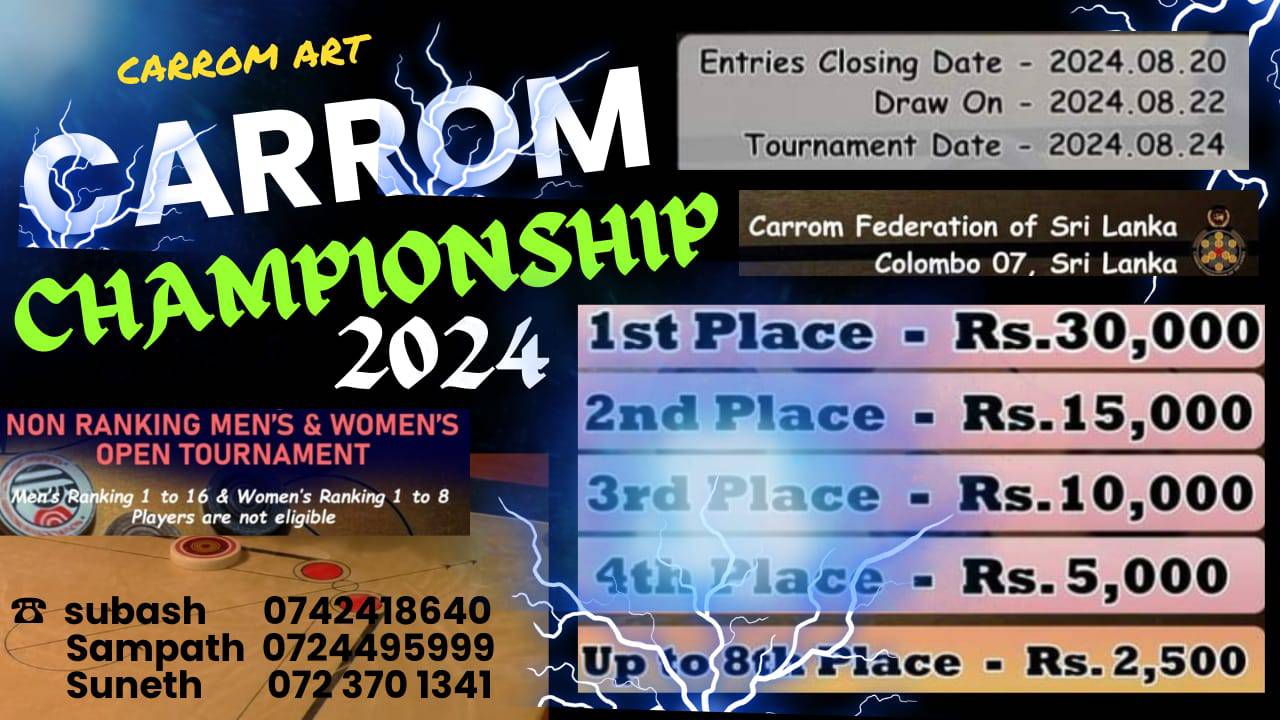 CARROM ART
CARROM
CHAMPIONSHIP
2024
Entries Closing Date - 2024.08.20
Draw On - 2024.08.22
Tournament Date - 2024.08.24
Carrom Federation of Sri Lanka
Colombo 07, Sri Lanka
1st Place - Rs.30,000
2nd Place - Rs.15,000
3rd Place - Rs.10,000
4th Place - Rs.5,000
Up to 8th Place - Rs.2,500
NON RANKING MEN'S & WOMEN'S
OPEN TOURNAMENT
Men's Ranking 1 to 16 & Women's Ranking 1 to 8
Players are not eligible
☎ subash 0742418640
Sampath 0724495999
Suneth 072 370 1341